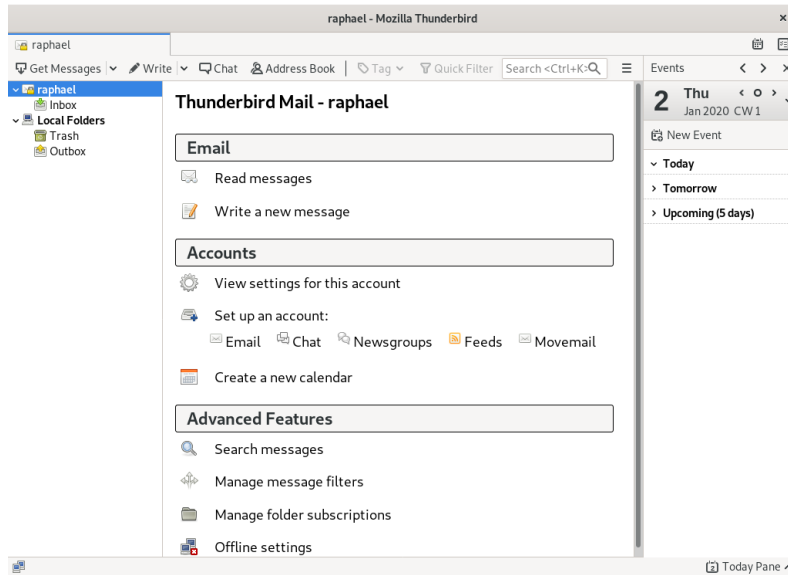 raphael - Mozilla Thunderbird
raphael
Get Messages Write Chat Address Book Tag Quick Filter Search <Ctrl+K>
raphael
Inbox
Local Folders
Trash
Outbox
Thunderbird Mail - raphael
Email
Read messages
Write a new message
Accounts
View settings for this account
Set up an account:
Email Chat Newsgroups Feeds Movemail
Create a new calendar
Advanced Features
Search messages
Manage message filters
Manage folder subscriptions
Offline settings
Events
2 Thu
Jan 2020 CW 1
New Event
Today
Tomorrow
Upcoming (5 days)
2 Today Pane